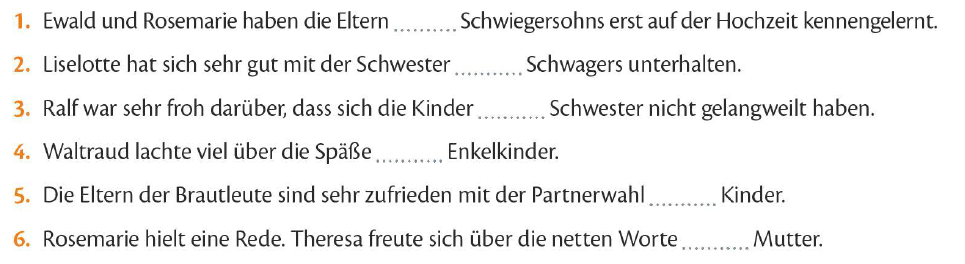 1. Ewald und Rosemarie haben die Eltern .......... Schwiegersohns erst auf der Hochzeit kennengelernt.
2. Liselotte hat sich sehr gut mit der Schwester ........... Schwagers unterhalten.
3. Ralf war sehr froh darüber, dass sich die Kinder ........... Schwester nicht gelangweilt haben.
4. Waltraud lachte viel über die Späße ........... Enkelkinder.
5. Die Eltern der Brautleute sind sehr zufrieden mit der Partnerwahl ........... Kinder.
6. Rosemarie hielt eine Rede. Theresa freute sich über die netten Worte ........... Mutter.